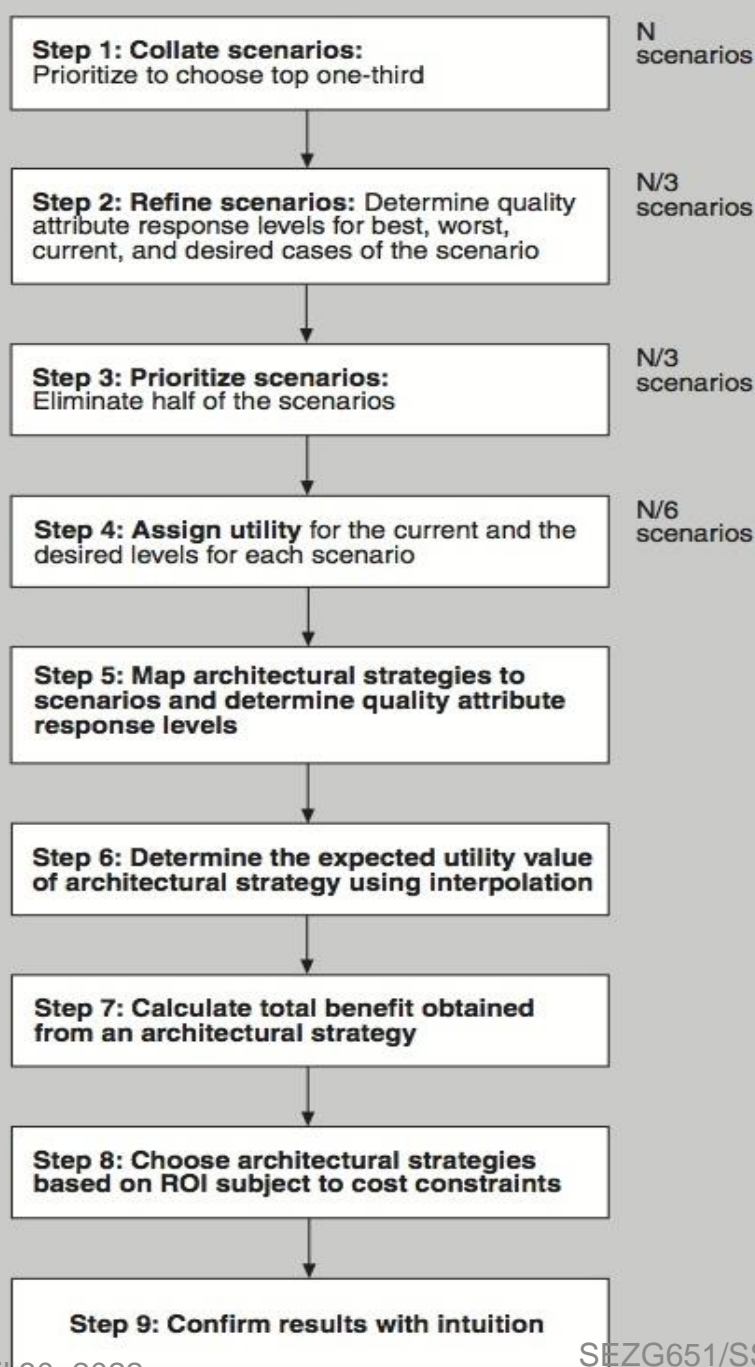 Step 1: Collate scenarios:
Prioritize to choose top one-third
N
scenarios
Step 2: Refine scenarios: Determine quality
attribute response levels for best, worst,
current, and desired cases of the scenario
N/3
scenarios
Step 3: Prioritize scenarios:
Eliminate half of the scenarios
N/3
scenarios
Step 4: Assign utility for the current and the
desired levels for each scenario
N/6
scenarios
Step 5: Map architectural strategies to
scenarios and determine quality attribute
response levels
Step 6: Determine the expected utility value
of architectural strategy using interpolation
Step 7: Calculate total benefit obtained
from an architectural strategy
Step 8: Choose architectural strategies
based on ROI subject to cost constraints
Step 9: Confirm results with intuition
SEZG651/SS